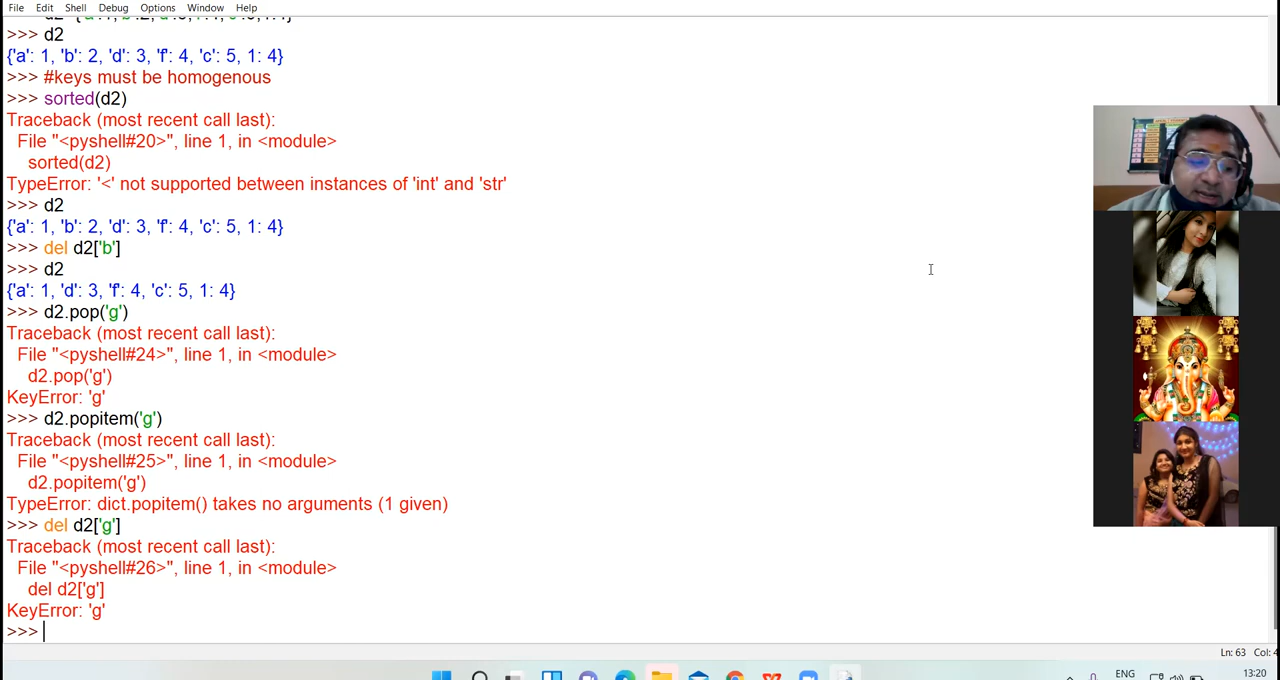 File Edit Shell Debug Options Window Help
>>> d2
{'a': 1, 'b': 2, 'd': 3, 'f': 4, 'c': 5, 1: 4}
>>> #keys must be homogenous
>>> sorted(d2)
Traceback (most recent call last):
File "<pyshell#20>", line 1, in <module>
sorted(d2)
TypeError: '<' not supported between instances of 'int' and 'str'
>>> d2
{'a': 1, 'b': 2, 'd': 3, 'f': 4, 'c': 5, 1: 4}
>>> del d2['b']
>>> d2
{'a': 1, 'd': 3, 'f': 4, 'c': 5, 1: 4}
>>> d2.pop('g')
Traceback (most recent call last):
File "<pyshell#24>", line 1, in <module>
d2.pop('g')
KeyError: 'g'
>>> d2.popitem('g')
Traceback (most recent call last):
File "<pyshell#25>", line 1, in <module>
d2.popitem('g')
TypeError: dict.popitem() takes no arguments (1 given)
>>> del d2['g']
Traceback (most recent call last):
File "<pyshell#26>", line 1, in <module>
del d2['g']
KeyError: 'g'
>>>
Ln: 63 Col: 4
ENG
13:20